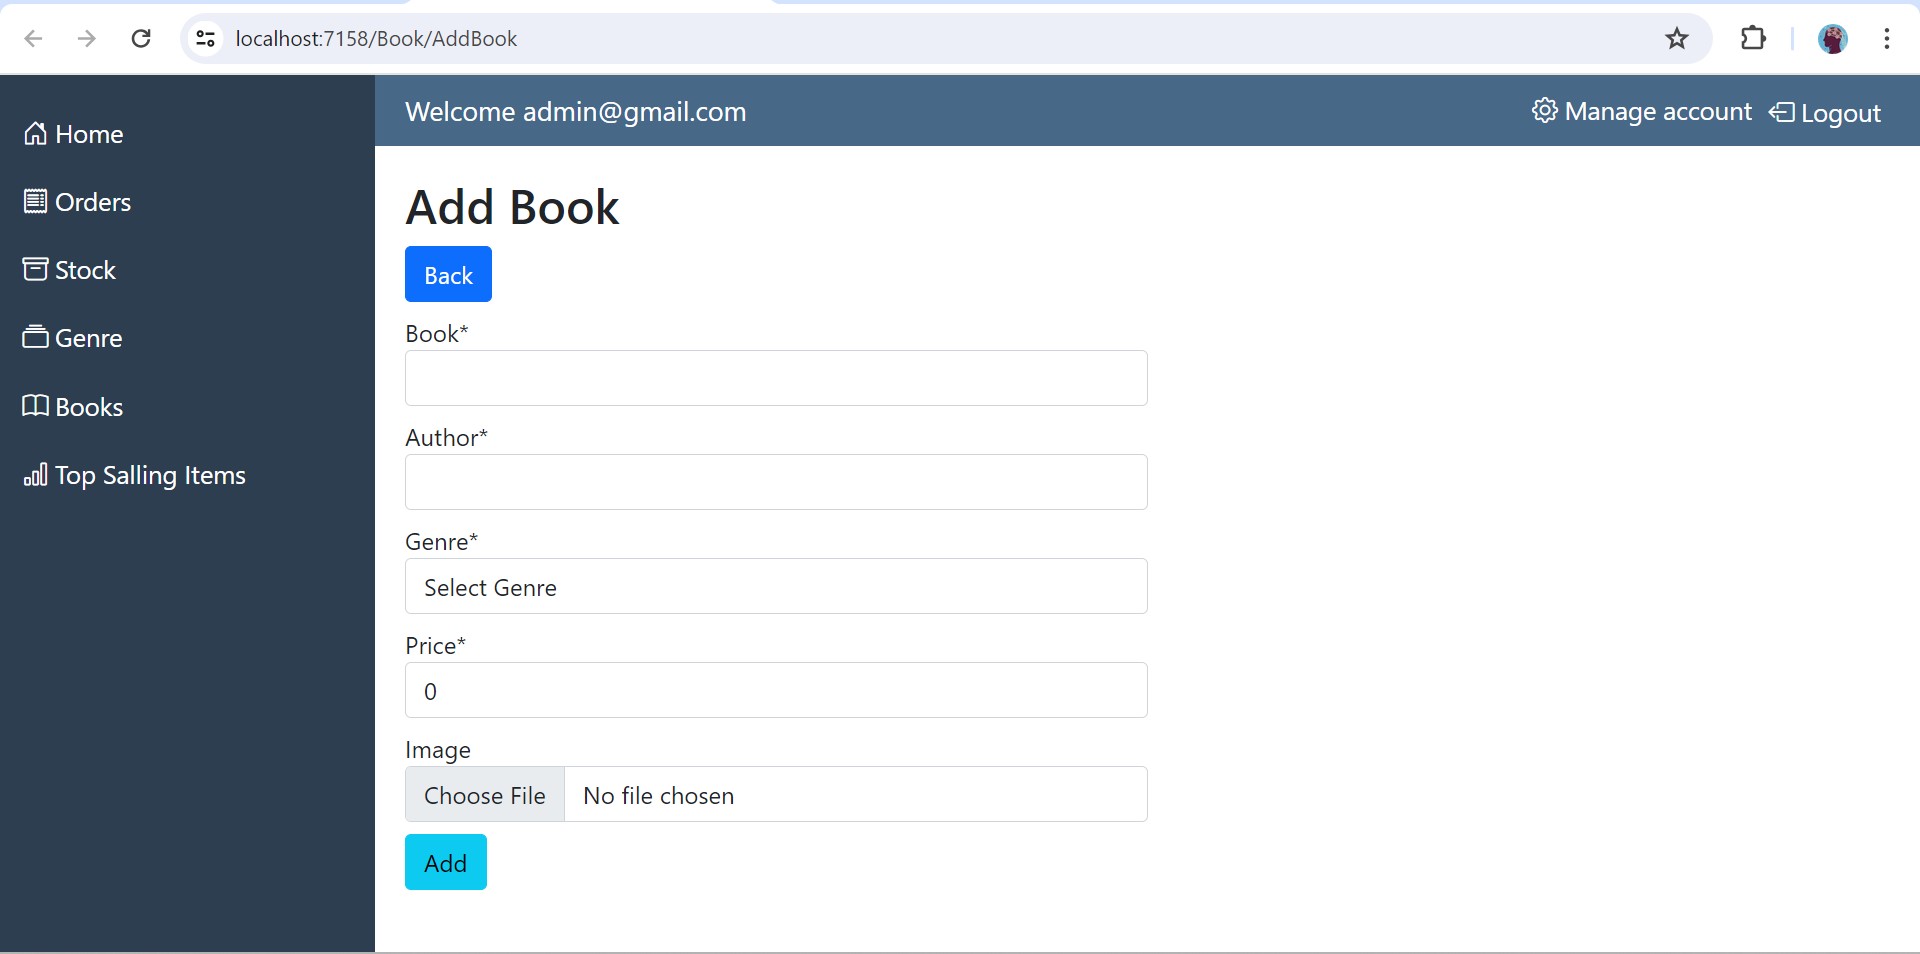 localhost:7158/Book/AddBook
Welcome admin@gmail.com
Manage account
Logout
Home
Orders
Stock
Genre
Books
Top Salling Items
Add Book
Back
Book*
Author*
Genre*
Select Genre
Price*
0
Image
Choose File No file chosen
Add